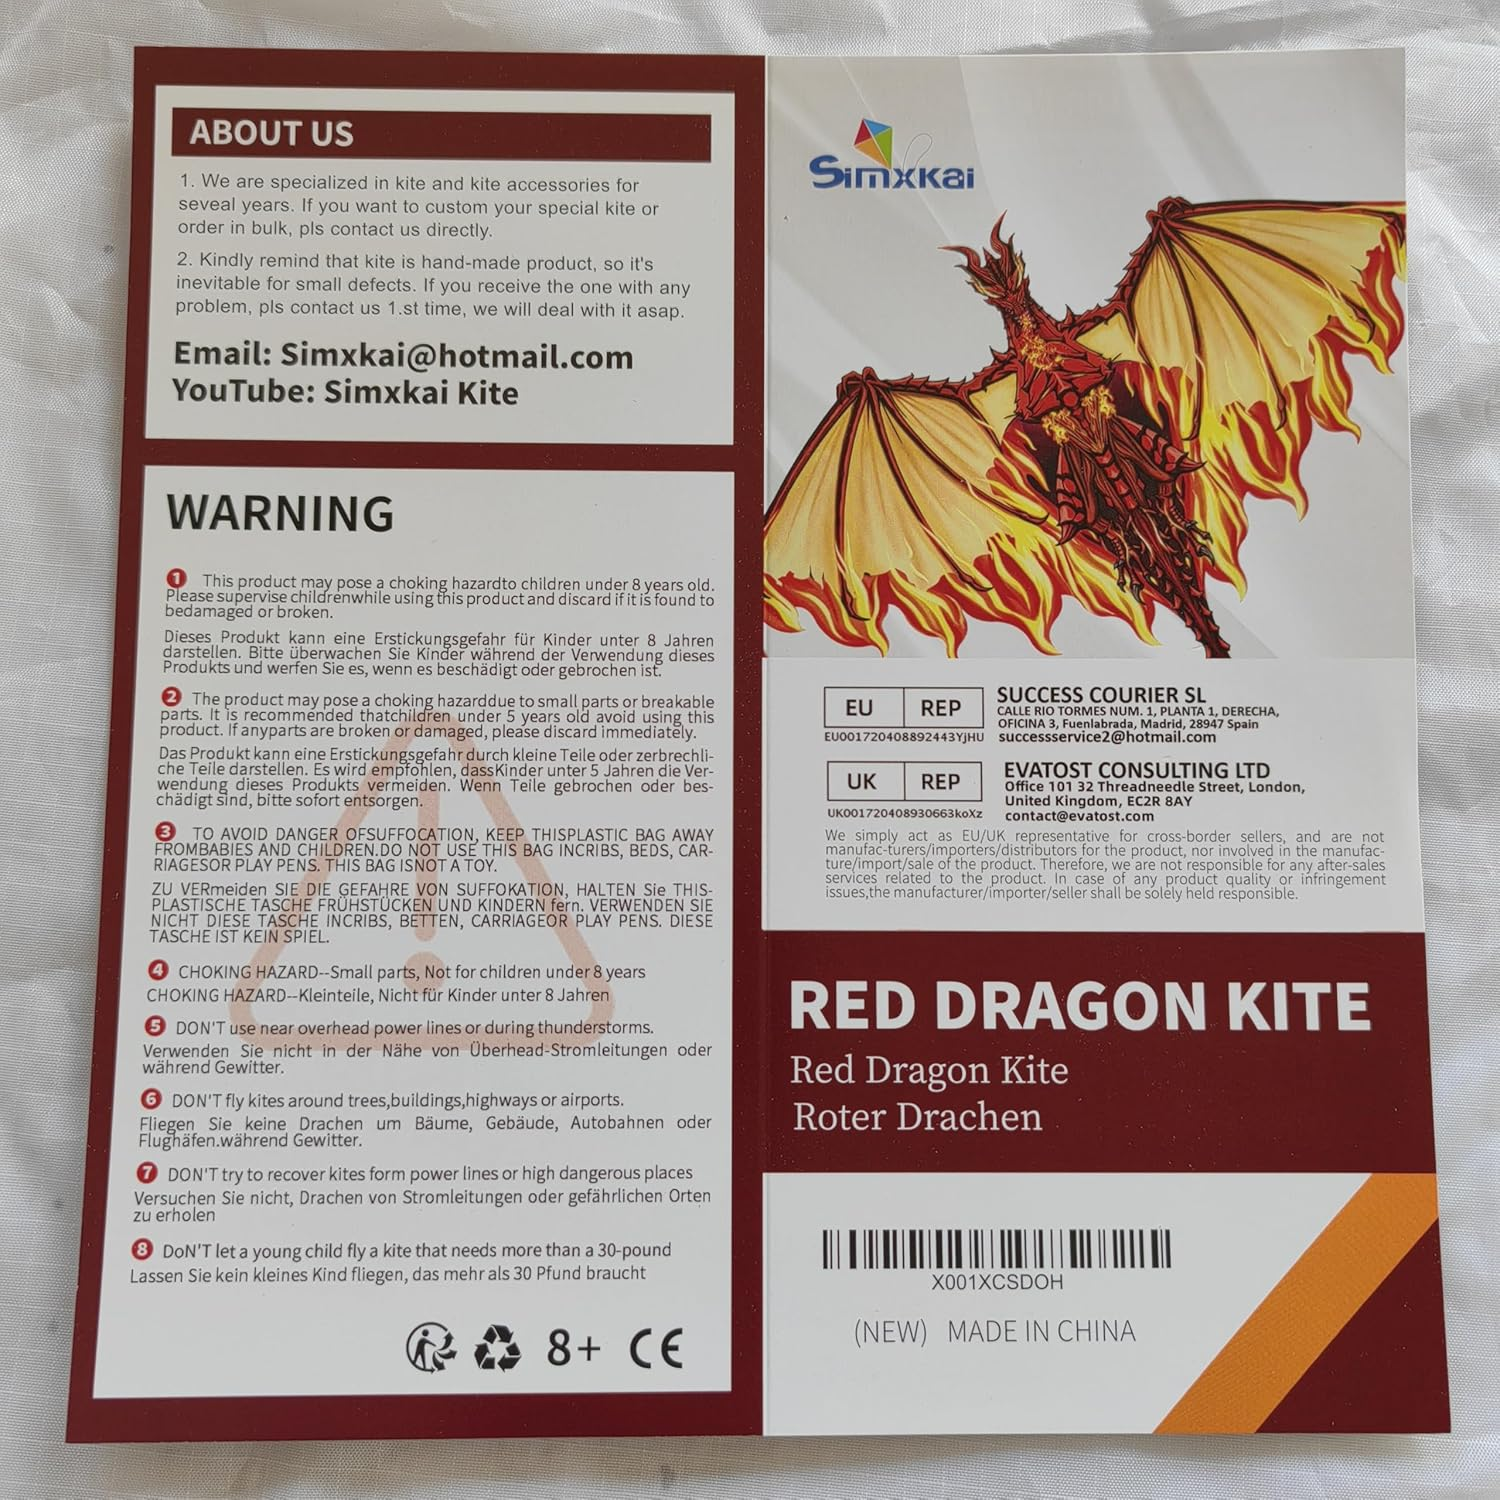 ABOUT US
1. We are specialized in kite and kite accessories for
seveal years. If you want to custom your special kite or
order in bulk, pls contact us directly.
2. Kindly remind that kite is hand-made product, so it's
inevitable for small defects. If you receive the one with any
problem, pls contact us 1.st time, we will deal with it asap.
Email: Simxkai@hotmail.com
YouTube: Simxkai Kite
WARNING
1 This product may pose a choking hazardto children under 8 years old.
Please supervise childrenwhile using this product and discard if it is found to
bedamaged or broken.
Dieses Produkt kann eine Erstickungsgefahr für Kinder unter 8 Jahren
darstellen. Bitte überwachen Sie Kinder während der Verwendung dieses
Produkts und werfen Sie es, wenn es beschädigt oder gebrochen ist.
2 The product may pose a choking hazarddue to small parts or breakable
parts. It is recommended thatchildren under 5 years old avoid using this
product. If anyparts are broken or damaged, please discard immediately.
Das Produkt kann eine Erstickungsgefahr durch kleine Teile oder zerbrechli-
che Teile darstellen. Es wird empfohlen, dassKinder unter 5 Jahren die Ver-
wendung dieses Produkts vermeiden. Wenn Teile gebrochen oder bes-
chädigt sind, bitte sofort entsorgen.
3 TO AVOID DANGER OFSUFFOCATION, KEEP THISPLASTIC BAG AWAY
FROMBABIES AND CHILDREN.DO NOT USE THIS BAG INCRIBS, BEDS, CAR-
RIAGESOR PLAY PENS. THIS BAG ISNOT A TOY.
ZU VERmeiden SIE DIE GEFAHRE VON SUFFOKATION, HALTEN Sie THIS-
PLASTISCHE TASCHE FRÜHSTÜCKEN UND KINDERN fern. VERWENDEN SIE
NICHT DIESE TASCHE INCRIBS, BETTEN, CARRIAGEOR PLAY PENS. DIESE
TASCHE IST KEIN SPIEL.
4 CHOKING HAZARD--Small parts, Not for children under 8 years
CHOKING HAZARD--Kleinteile, Nicht für Kinder unter 8 Jahren
5 DON'T use near overhead power lines or during thunderstorms.
Verwenden Sie nicht in der Nähe von Überhead-Stromleitungen oder
während Gewitter.
6 DON'T fly kites around trees,buildings,highways or airports.
Fliegen Sie keine Drachen um Bäume, Gebäude, Autobahnen oder
Flughäfen.während Gewitter.
7 DON'T try to recover kites form power lines or high dangerous places
Versuchen Sie nicht, Drachen von Stromleitungen oder gefährlichen Orten
zu erholen
8 DoN'T let a young child fly a kite that needs more than a 30-pound
Lassen Sie kein kleines Kind fliegen, das mehr als 30 Pfund braucht
8+ CE
Simxkai
EU REP
EU001720408892443YjHU
SUCCESS COURIER SL
CALLE RIO TORMES NUM. 1, PLANTA 1, DERECHA,
OFICINA 3, Fuenlabrada, Madrid, 28947 Spain
successservice2@hotmail.com
UK REP
UK001720408930663koXz
EVATOST CONSULTING LTD
Office 101 32 Threadneedle Street, London,
United Kingdom, EC2R 8AY
contact@evatost.com
We simply act as EU/UK representative for cross-border sellers, and are not
manufac-turers/importers/distributors for the product, nor involved in the manufac-
ture/import/sale of the product. Therefore, we are not responsible for any after-sales
services related to the product. In case of any product quality or infringement
issues,the manufacturer/importer/seller shall be solely held responsible.
RED DRAGON KITE
Red Dragon Kite
Roter Drachen
X001XCSDOH
(NEW) MADE IN CHINA